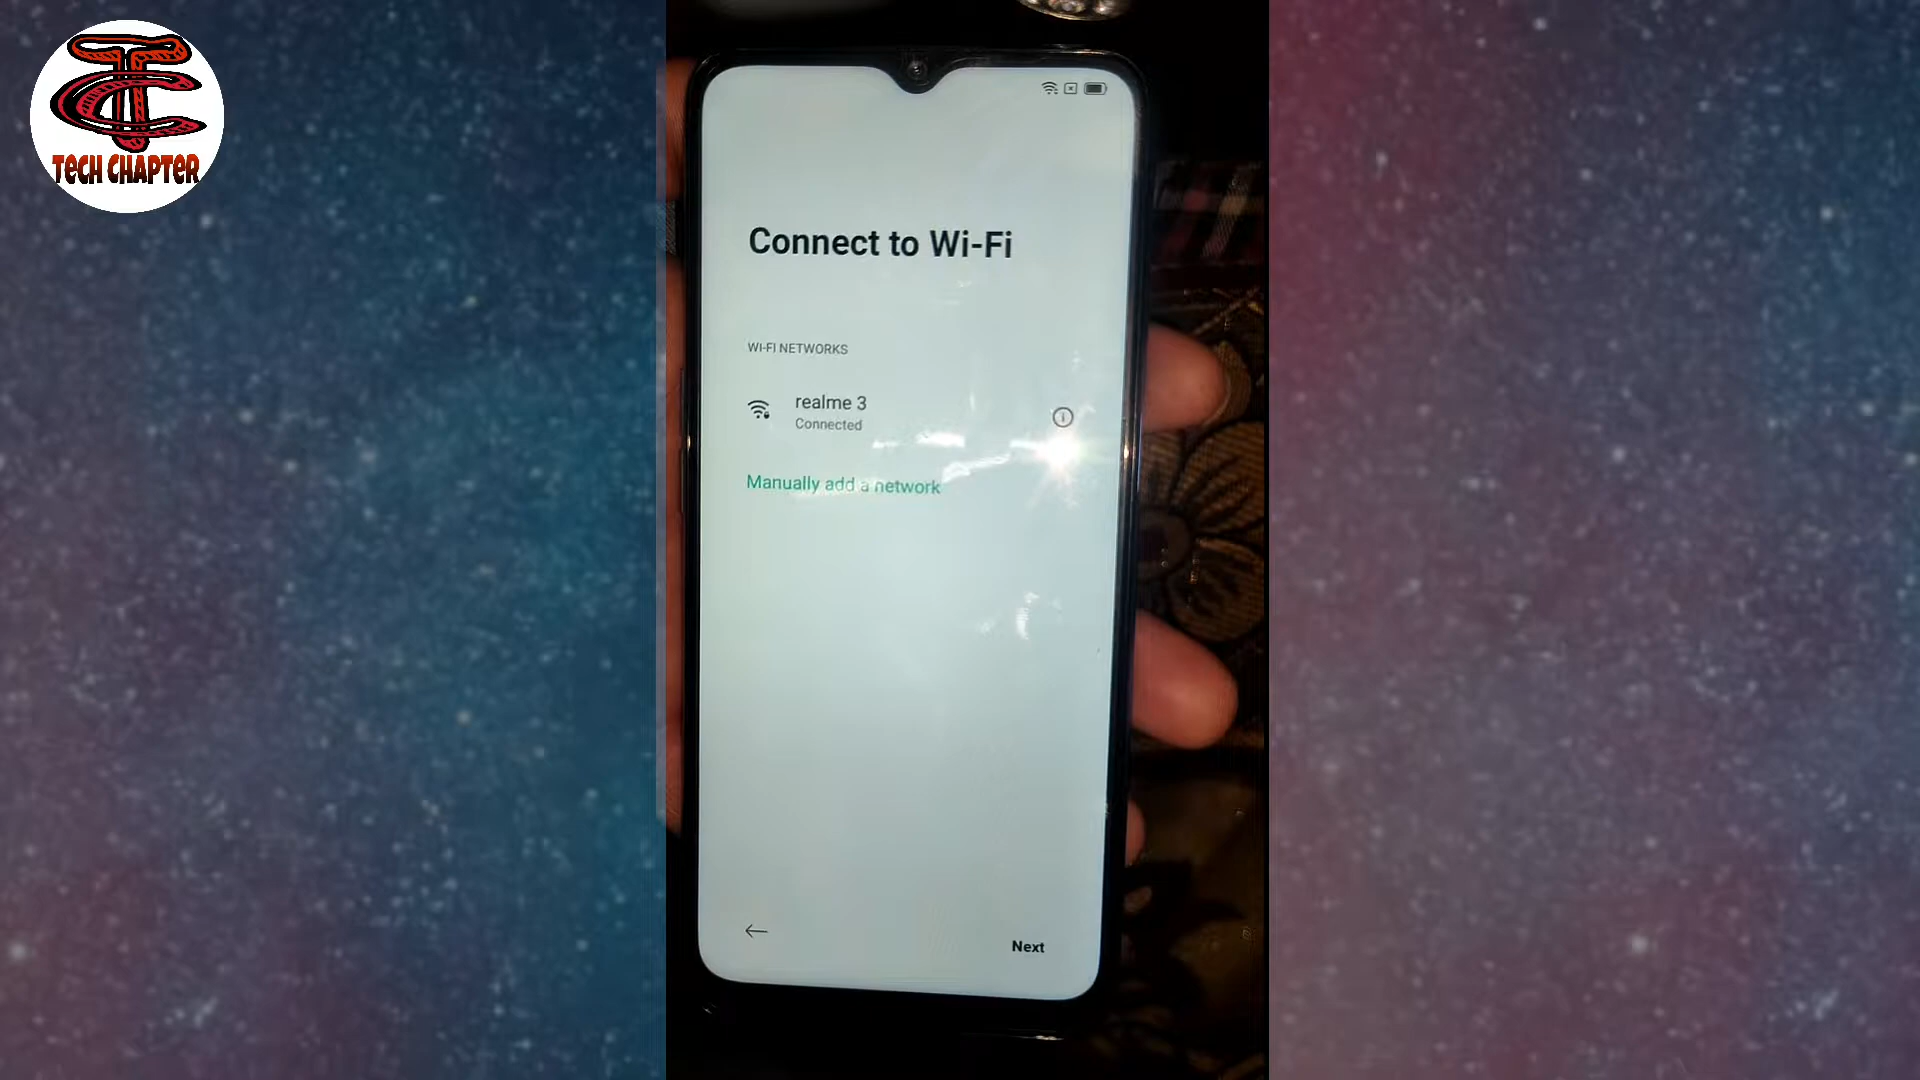 TECH CHAPTER
Connect to Wi-Fi
WI-FI NETWORKS
realme 3
Connected
Manually add a network
Next